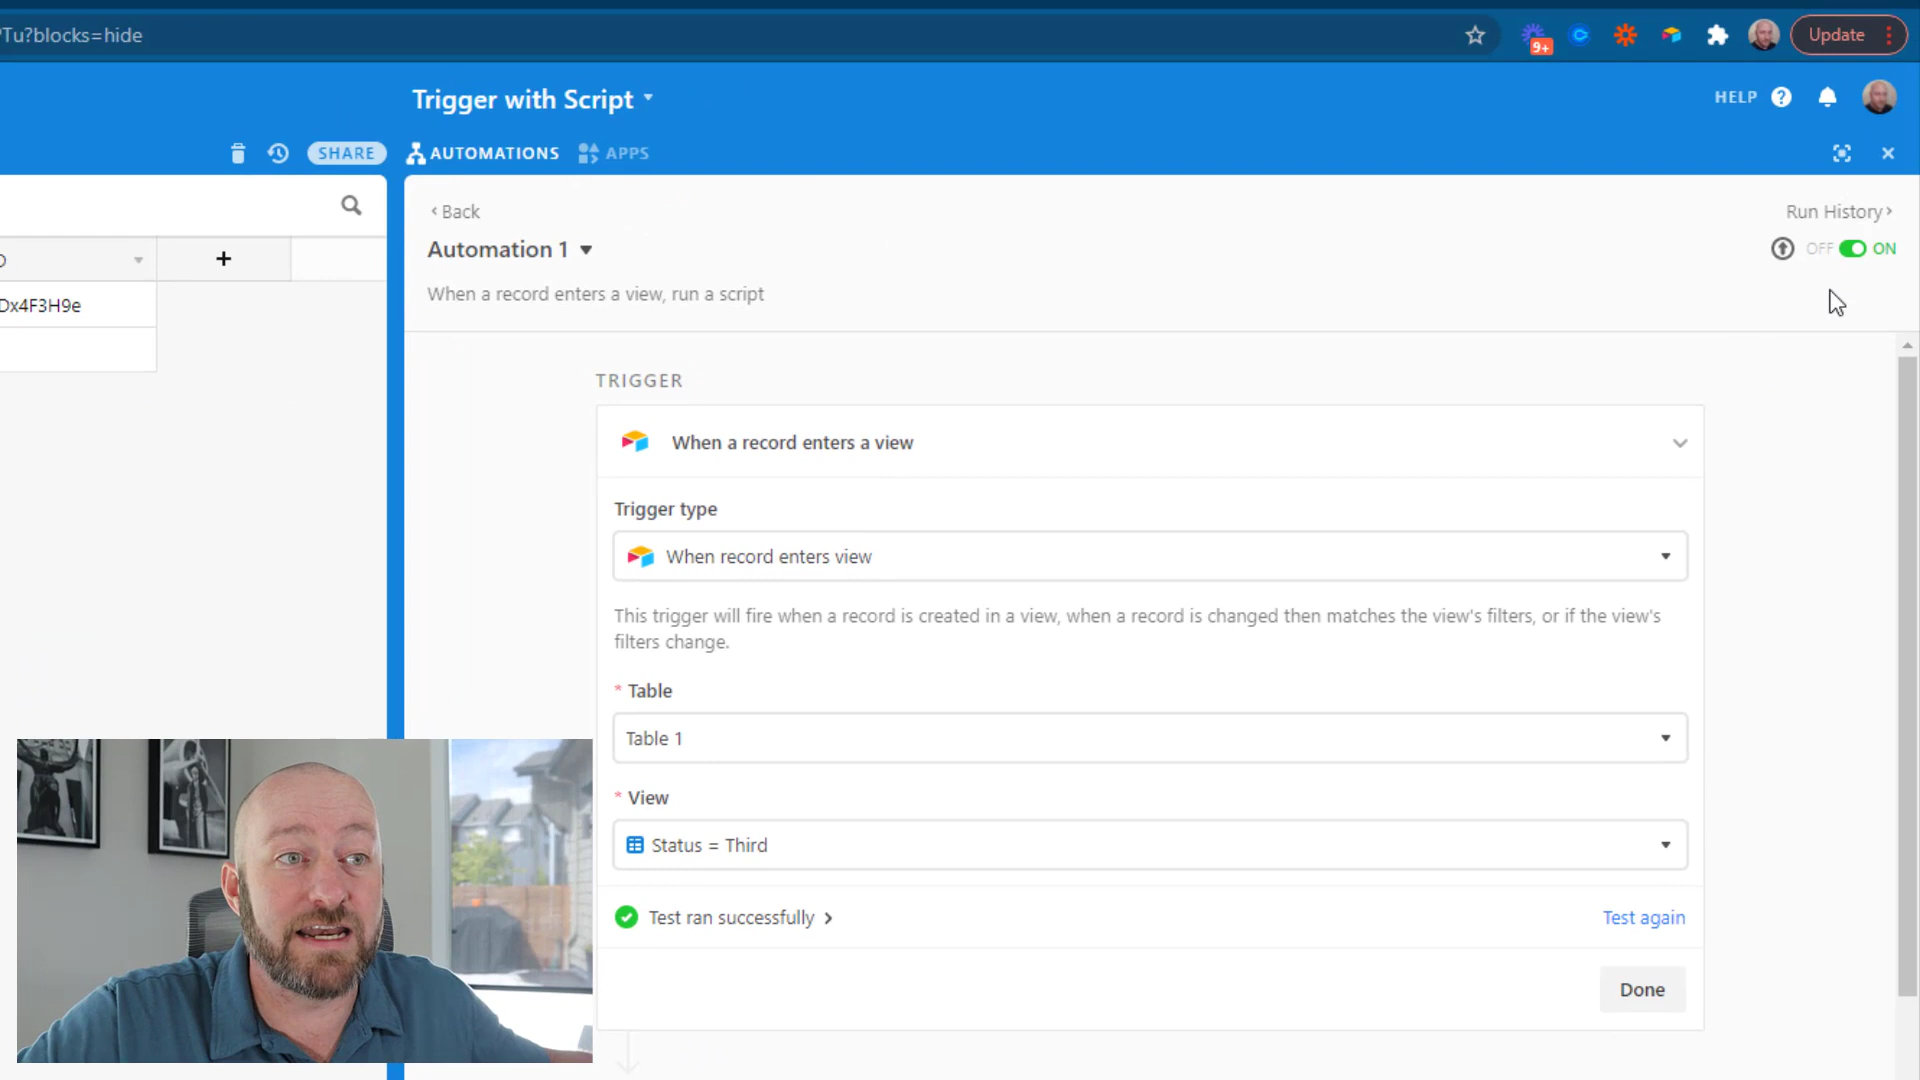 Tu?blocks=hide
9+
Update
Trigger with Script
HELP
SHARE
AUTOMATIONS
APPS
Back
Run History
Automation 1
OFF
ON
When a record enters a view, run a script
Dx4F3H9e
TRIGGER
When a record enters a view
Trigger type
When record enters view
This trigger will fire when a record is created in a view, when a record is changed then matches the view's filters, or if the view's
filters change.
* Table
Table 1
* View
Status = Third
Test ran successfully
Test again
Done